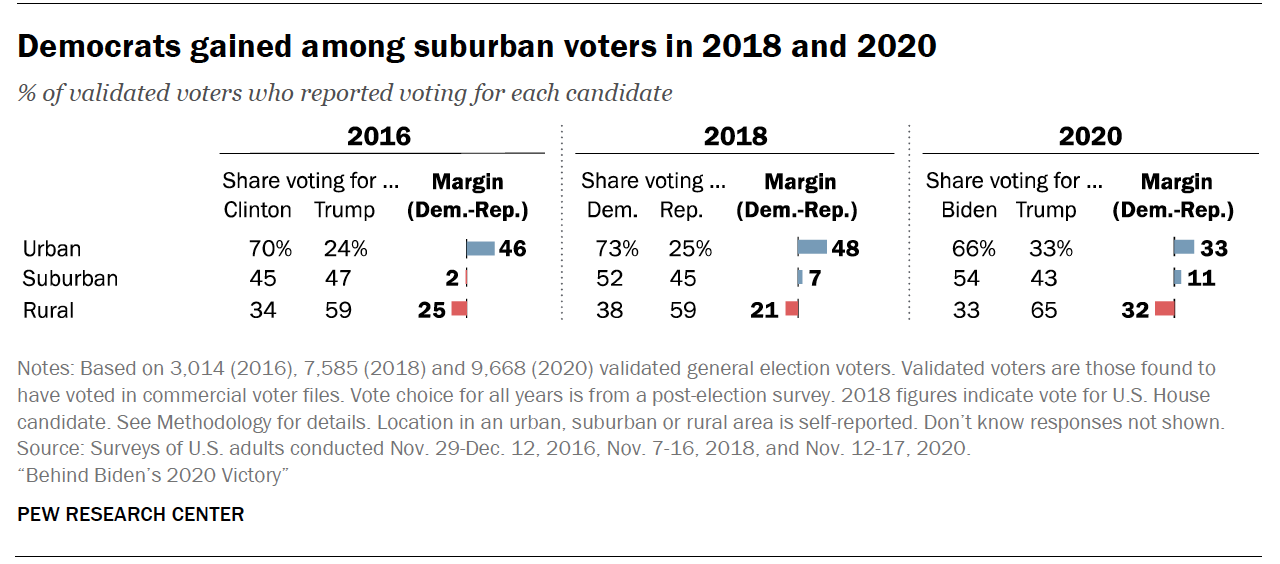 Democrats gained among suburban voters in 2018 and 2020
% of validated voters who reported voting for each candidate
2016 2018 2020
Share voting for ... Margin Share voting ... Margin Share voting for ... Margin
Clinton Trump (Dem.-Rep.) Dem. Rep. (Dem.-Rep.) Biden Trump (Dem.-Rep.)
Urban 70% 24% 46 73% 25% 48 66% 33% 33
Suburban 45 47 2 52 45 7 54 43 11
Rural 34 59 25 38 59 21 33 65 32
Notes: Based on 3,014 (2016), 7,585 (2018) and 9,668 (2020) validated general election voters. Validated voters are those found to
have voted in commercial voter files. Vote choice for all years is from a post-election survey. 2018 figures indicate vote for U.S. House
candidate. See Methodology for details. Location in an urban, suburban or rural area is self-reported. Don’t know responses not shown.
Source: Surveys of U.S. adults conducted Nov. 29-Dec. 12, 2016, Nov. 7-16, 2018, and Nov. 12-17, 2020.
“Behind Biden’s 2020 Victory”
PEW RESEARCH CENTER